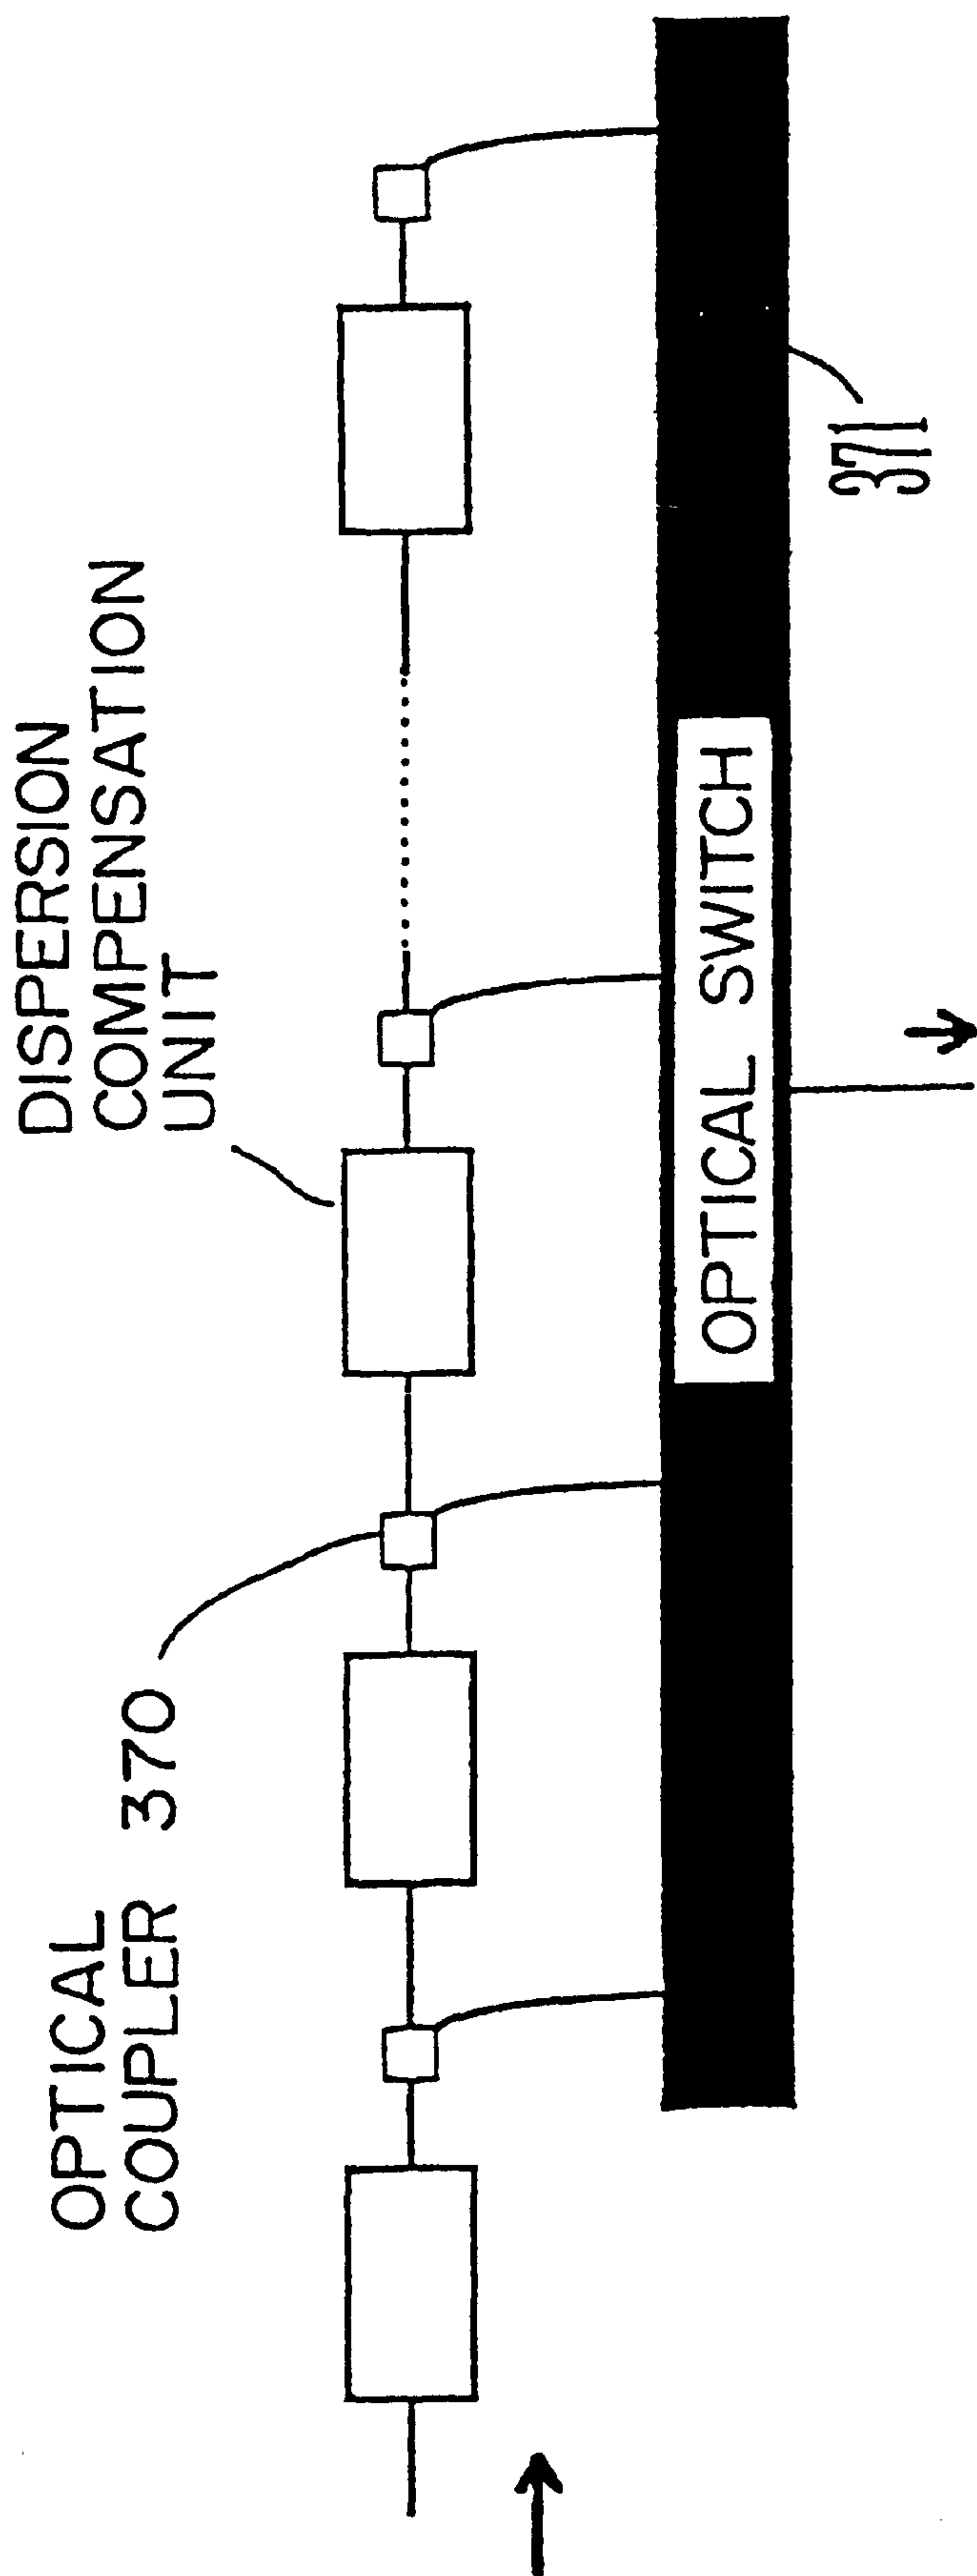 OPTICAL
COUPLER 370
DISPERSION
COMPENSATION
UNIT
OPTICAL SWITCH
371